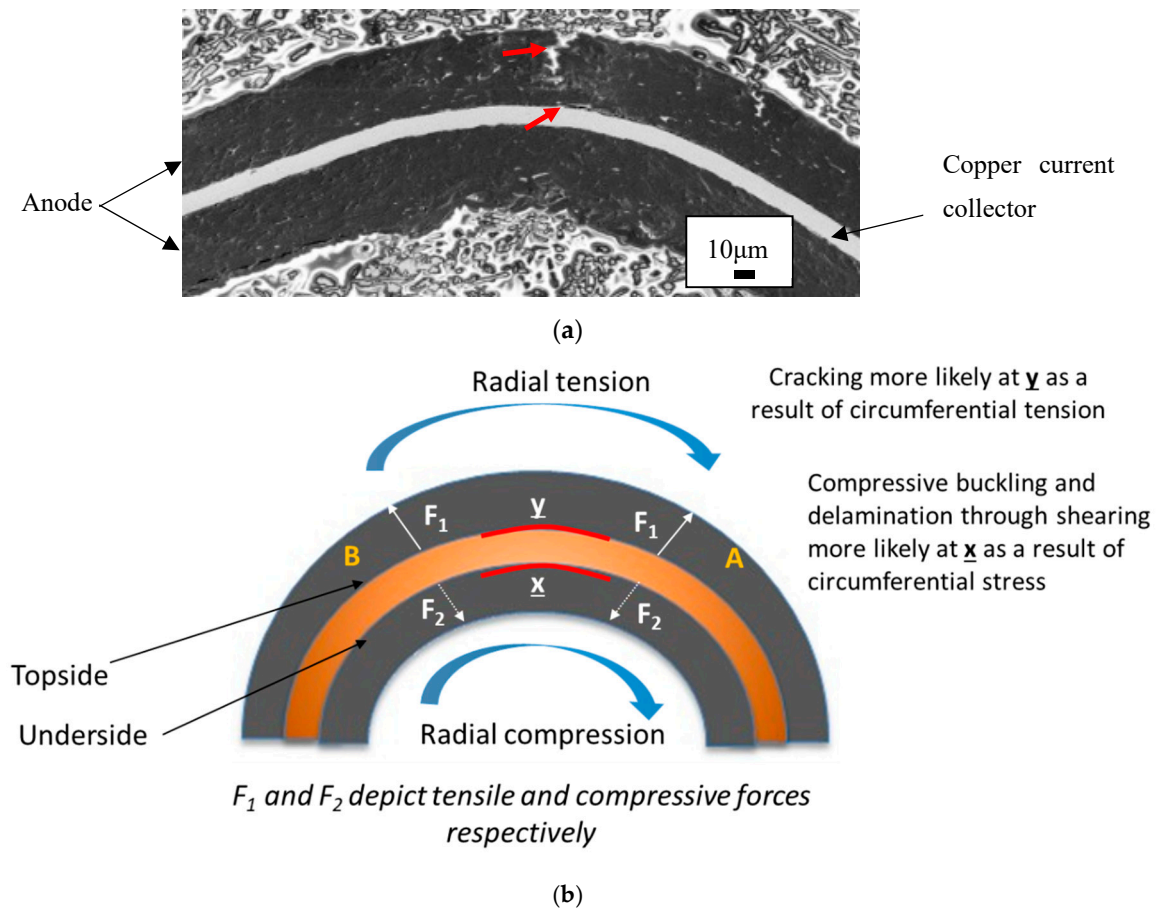 Anode
Copper current
collector
10μm
(a)
Radial tension
Cracking more likely at y as a
result of circumferential tension
Compressive buckling and
delamination through shearing
more likely at x as a result of
circumferential stress
y
F1
F1
B
A
x
F2
F2
Topside
Underside
Radial compression
F1 and F2 depict tensile and compressive forces
respectively
(b)